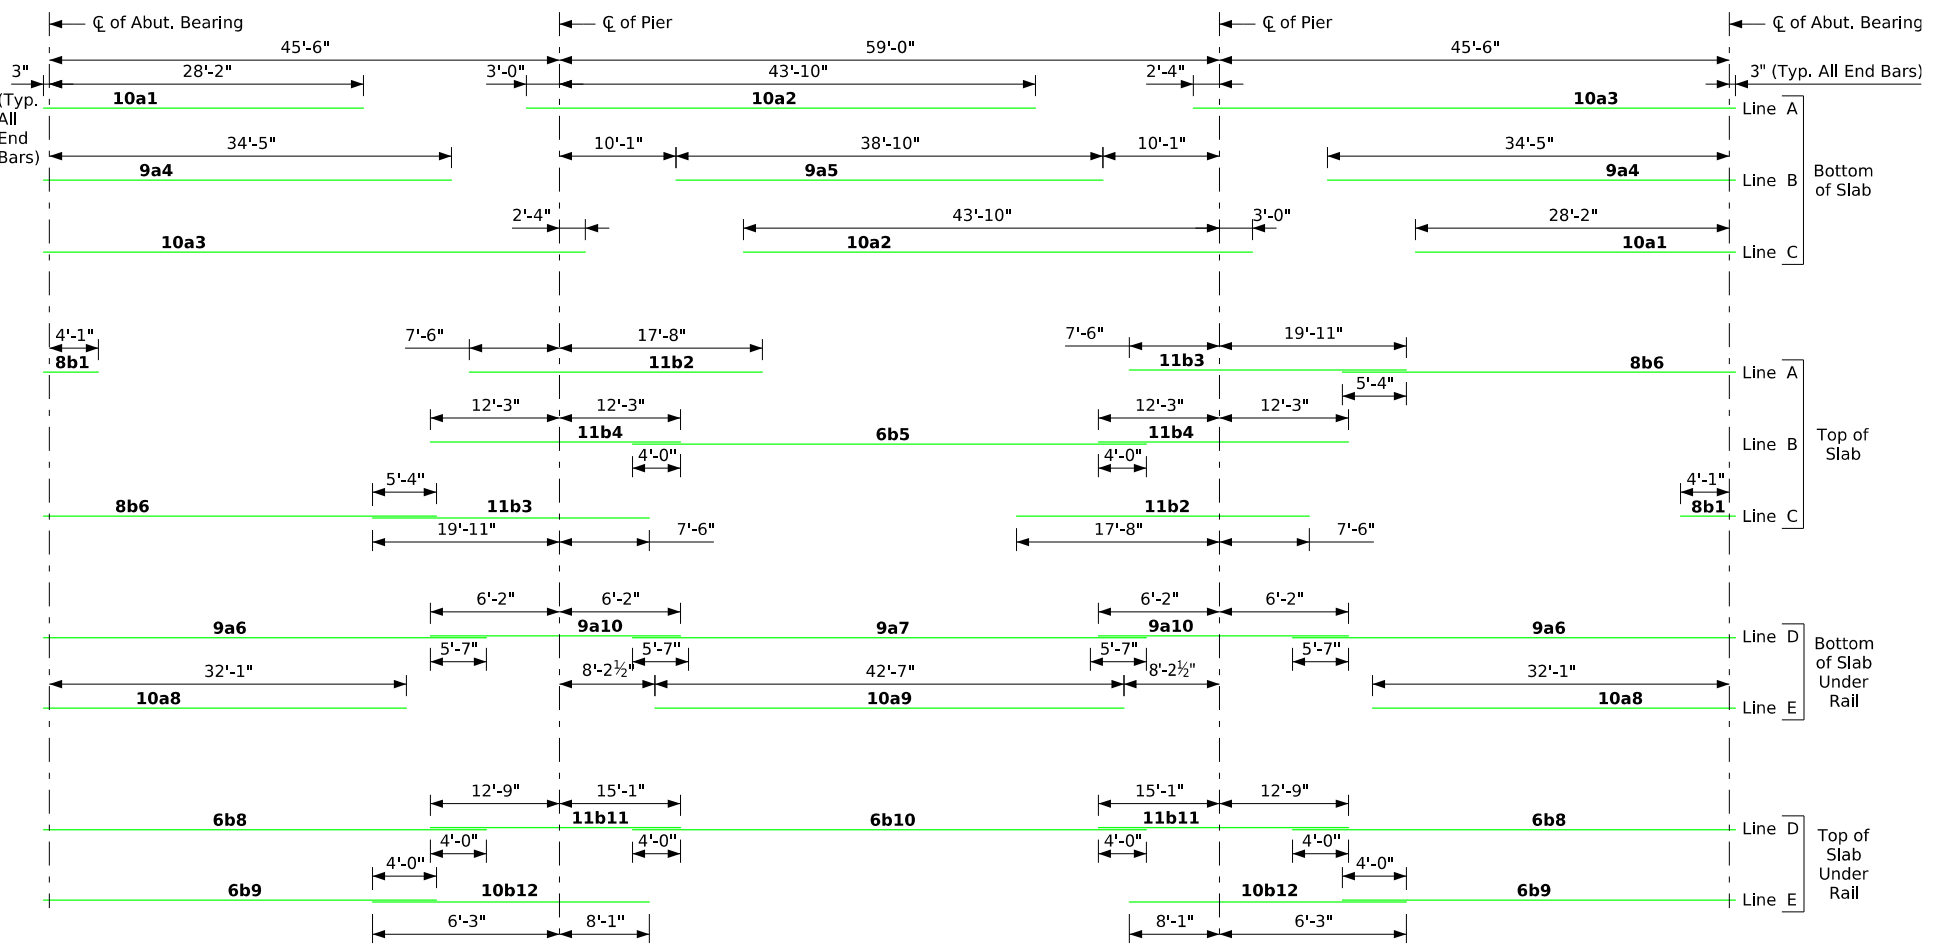 ℄ of Abut. Bearing
℄ of Pier
℄ of Pier
℄ of Abut. Bearing
45'-6"
59'-0"
45'-6"
3"
28'-2"
3'-0"
43'-10"
2'-4"
3" (Typ. All End Bars)
(Typ.
All
End
Bars)
10a1
10a2
10a3
Line A
34'-5"
10'-1"
38'-10"
10'-1"
34'-5"
9a4
9a5
9a4
Line B
Bottom
of Slab
2'-4"
43'-10"
3'-0"
28'-2"
10a3
10a2
10a1
Line C
4'-1"
7'-6"
17'-8"
7'-6"
19'-11"
8b1
11b2
11b3
8b6
Line A
5'-4"
12'-3"
12'-3"
12'-3"
12'-3"
11b4
6b5
11b4
Line B
Top of
Slab
4'-0"
4'-0"
5'-4"
4'-1"
8b6
11b3
11b2
8b1
Line C
19'-11"
7'-6"
17'-8"
7'-6"
6'-2"
6'-2"
6'-2"
6'-2"
9a6
9a10
9a7
9a10
9a6
Line D
5'-7"
5'-7"
5'-7"
5'-7"
Bottom
of Slab
Under
Rail
32'-1"
8'-2½"
42'-7"
8'-2½"
32'-1"
10a8
10a9
10a8
Line E
12'-9"
15'-1"
15'-1"
12'-9"
6b8
11b11
6b10
11b11
6b8
Line D
4'-0"
4'-0"
4'-0"
4'-0"
Top of
Slab
Under
Rail
4'-0"
4'-0"
6b9
10b12
10b12
6b9
Line E
6'-3"
8'-1"
8'-1"
6'-3"